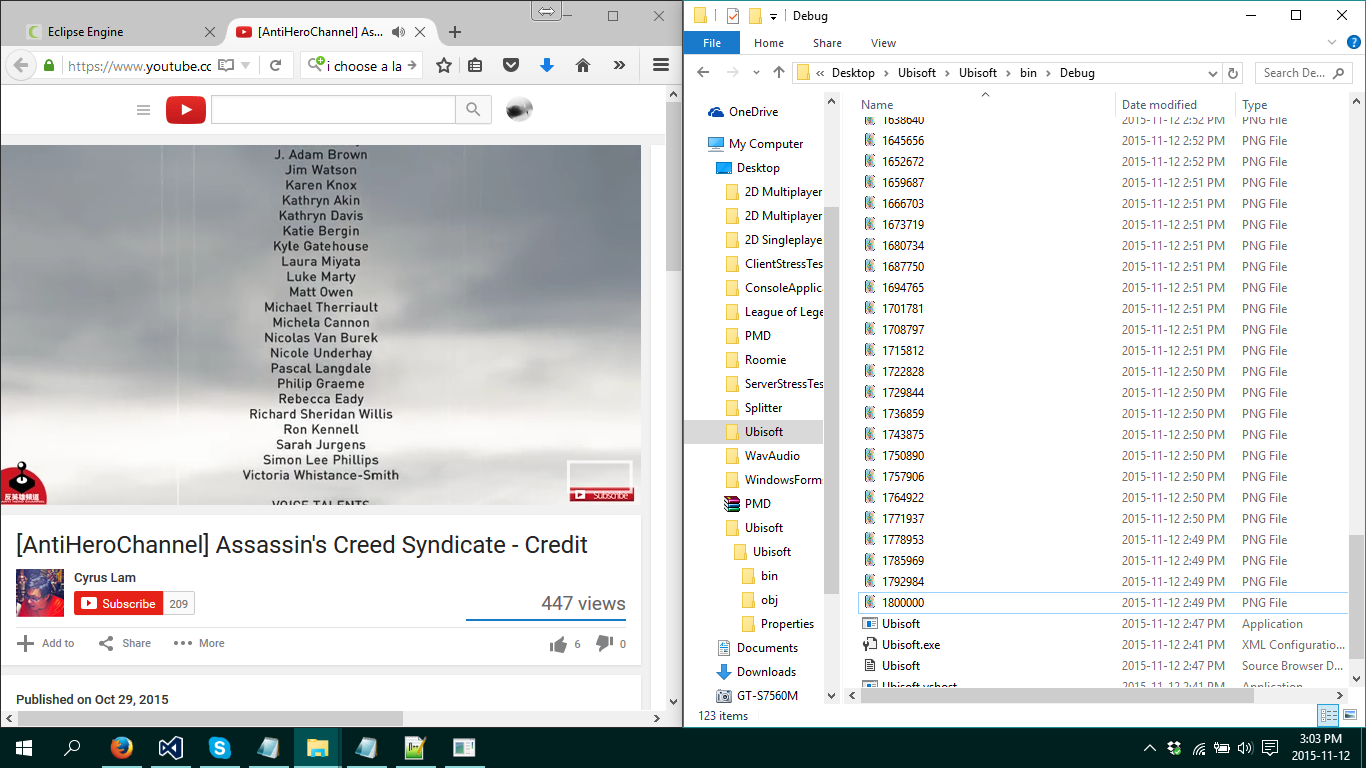 Eclipse Engine
[AntiHeroChannel] As...
https://www.youtube.co
i choose a la
J. Adam Brown
Jim Watson
Karen Knox
Kathryn Akin
Kathryn Davis
Katie Bergin
Kyle Gatehouse
Laura Miyata
Luke Marty
Matt Owen
Michael Therriault
Michela Cannon
Nicolas Van Burek
Nicole Underhay
Pascal Langdale
Philip Graeme
Rebecca Eady
Richard Sheridan Willis
Ron Kennell
Sarah Jurgens
Simon Lee Phillips
Victoria Whistance-Smith
VOICE TALENTS
反英雄頻道
Subscribe
[AntiHeroChannel] Assassin's Creed Syndicate - Credit
Cyrus Lam
Subscribe 209
447 views
Add to Share More 6 0
Published on Oct 29, 2015
Debug
File Home Share View
« Desktop Ubisoft Ubisoft bin Debug
Search De...
OneDrive
My Computer
Desktop
2D Multiplayer
2D Multiplayer
2D Singleplaye
ClientStressTes
ConsoleApplic
League of Lege
PMD
Roomie
ServerStressTes
Splitter
Ubisoft
WavAudio
WindowsForm
PMD
Ubisoft
Ubisoft
bin
obj
Properties
Documents
Downloads
GT-S7560M
Name Date modified Type
1638640 2015-11-12 2:52 PM PNG File
1645656 2015-11-12 2:52 PM PNG File
1652672 2015-11-12 2:52 PM PNG File
1659687 2015-11-12 2:51 PM PNG File
1666703 2015-11-12 2:51 PM PNG File
1673719 2015-11-12 2:51 PM PNG File
1680734 2015-11-12 2:51 PM PNG File
1687750 2015-11-12 2:51 PM PNG File
1694765 2015-11-12 2:51 PM PNG File
1701781 2015-11-12 2:51 PM PNG File
1708797 2015-11-12 2:51 PM PNG File
1715812 2015-11-12 2:51 PM PNG File
1722828 2015-11-12 2:50 PM PNG File
1729844 2015-11-12 2:50 PM PNG File
1736859 2015-11-12 2:50 PM PNG File
1743875 2015-11-12 2:50 PM PNG File
1750890 2015-11-12 2:50 PM PNG File
1757906 2015-11-12 2:50 PM PNG File
1764922 2015-11-12 2:50 PM PNG File
1771937 2015-11-12 2:50 PM PNG File
1778953 2015-11-12 2:49 PM PNG File
1785969 2015-11-12 2:49 PM PNG File
1792984 2015-11-12 2:49 PM PNG File
1800000 2015-11-12 2:49 PM PNG File
Ubisoft 2015-11-12 2:47 PM Application
Ubisoft.exe 2015-11-12 2:41 PM XML Configuratio...
Ubisoft 2015-11-12 2:47 PM Source Browser D...
Ubisoft.vshost 2015-11-12 2:41 PM Application
123 items
3:03 PM
2015-11-12